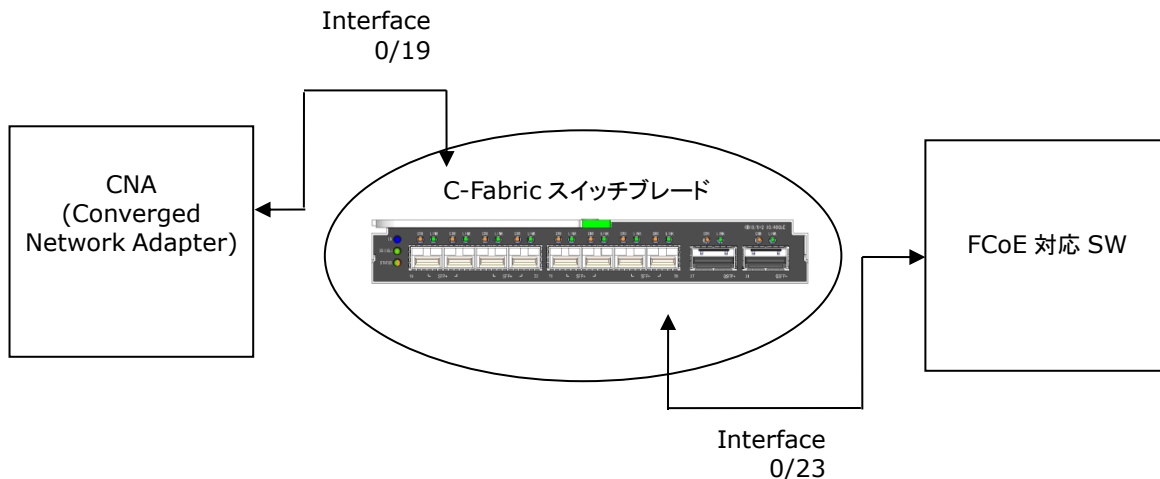 Interface
0/19
CNA
(Converged
Network Adapter)
C-Fabric スイッチブレード
FCoE 対応 SW
Interface
0/23